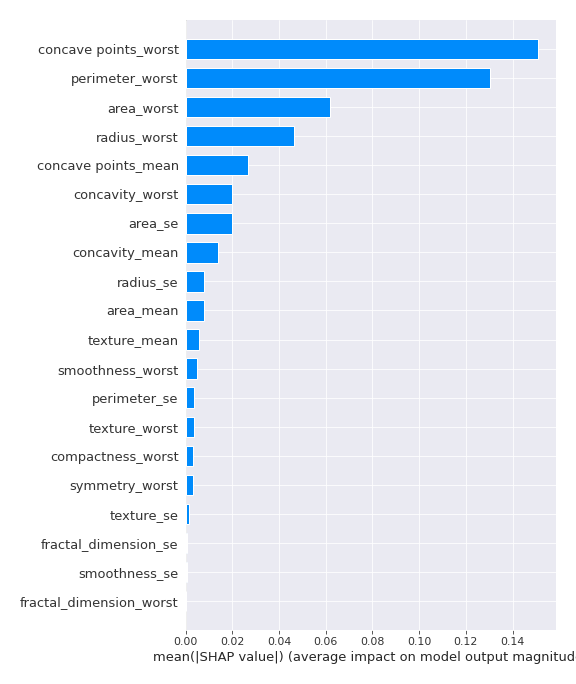 concave points_worst
perimeter_worst
area_worst
radius_worst
concave points_mean
concavity_worst
area_se
concavity_mean
radius_se
area_mean
texture_mean
smoothness_worst
perimeter_se
texture_worst
compactness_worst
symmetry_worst
texture_se
fractal_dimension_se
smoothness_se
fractal_dimension_worst
0.00 0.02 0.04 0.06 0.08 0.10 0.12 0.14
mean(|SHAP value|) (average impact on model output magnitud